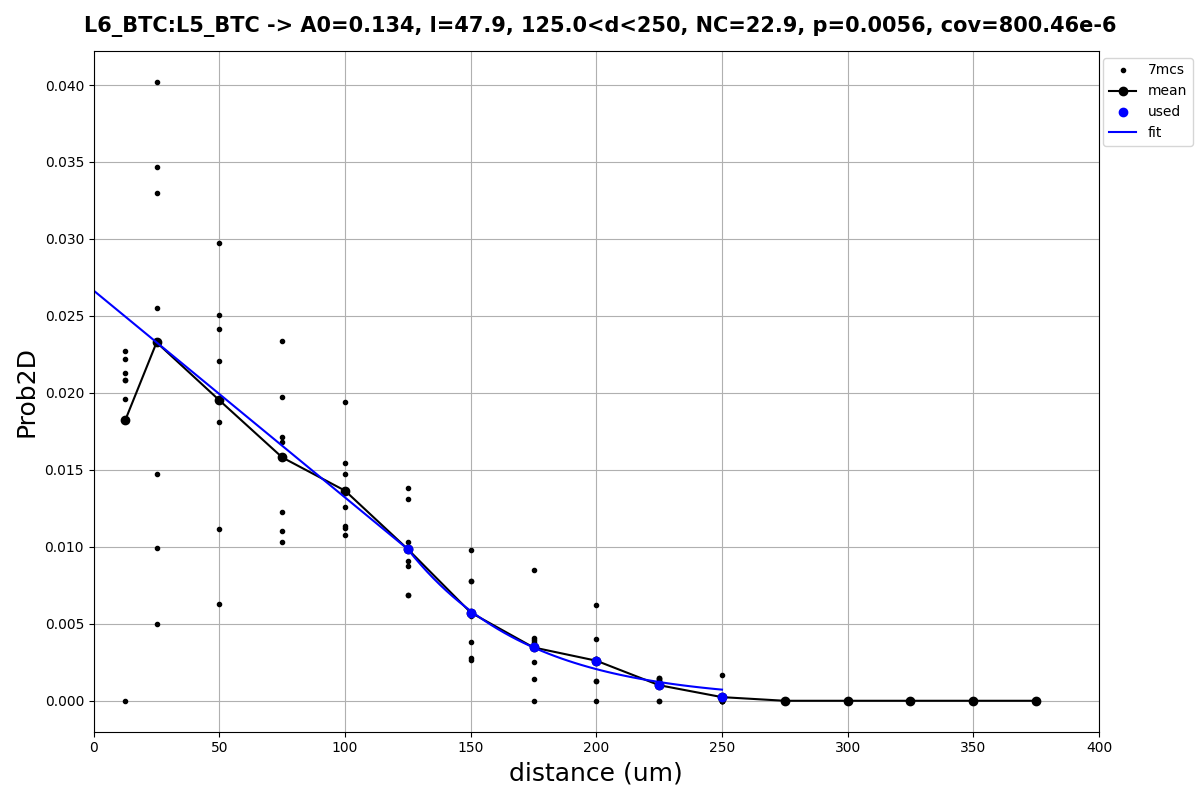 L6_BTC:L5_BTC -> A0=0.134, l=47.9, 125.0<d<250, NC=22.9, p=0.0056, cov=800.46e-6
7mcs
mean
used
fit
0.040
0.035
0.030
0.025
0.020
0.015
0.010
0.005
0.000
Prob2D
0 50 100 150 200 250 300 350 400
distance (um)